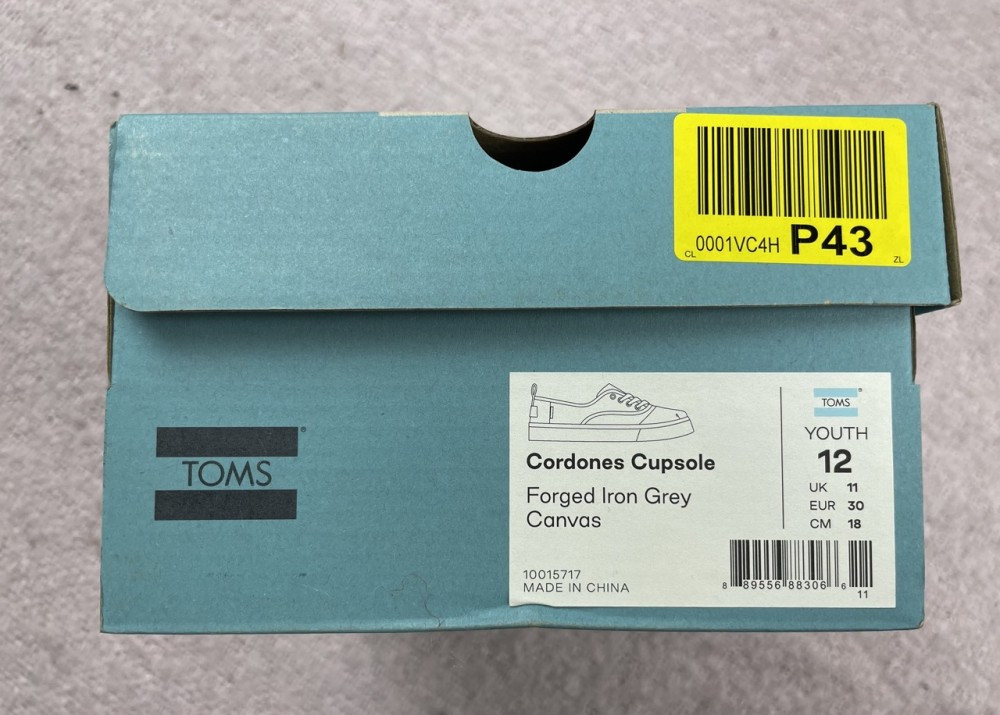 CL 0001VC4H P43 ZL
TOMS®
Cordones Cupsole
Forged Iron Grey
Canvas
10015717
MADE IN CHINA
TOMS®
YOUTH
12
UK 11
EUR 30
CM 18
8 89556 88306 6
11